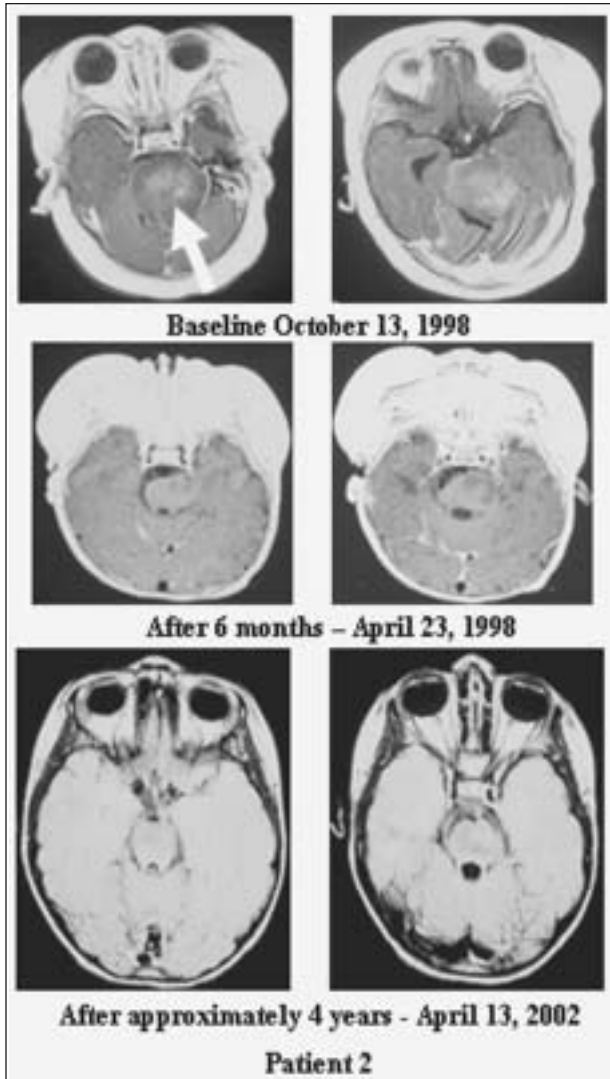 Baseline October 13, 1998
After 6 months – April 23, 1998
After approximately 4 years - April 13, 2002
Patient 2